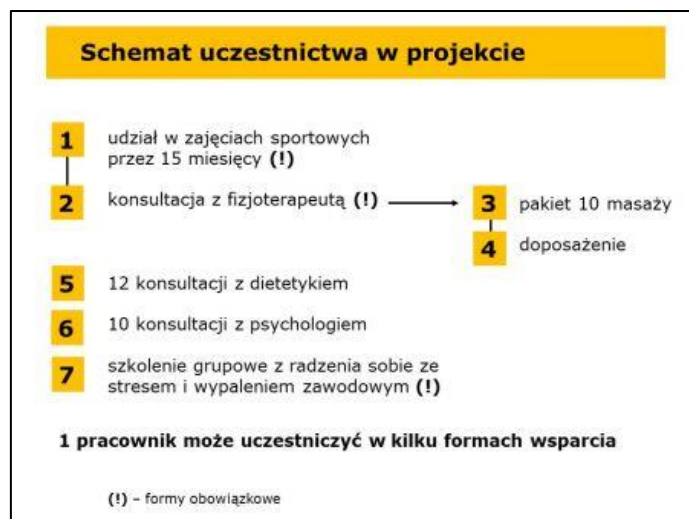 Schemat uczestnictwa w projekcie
1 udział w zajęciach sportowych
przez 15 miesięcy (!)
2 konsultacja z fizjoterapeutą (!)
3 pakiet 10 masaży
4 doposażenie
5 12 konsultacji z dietetykiem
6 10 konsultacji z psychologiem
7 szkolenie grupowe z radzenia sobie ze
stresem i wypaleniem zawodowym (!)
1 pracownik może uczestniczyć w kilku formach wsparcia
(!) – formy obowiązkowe